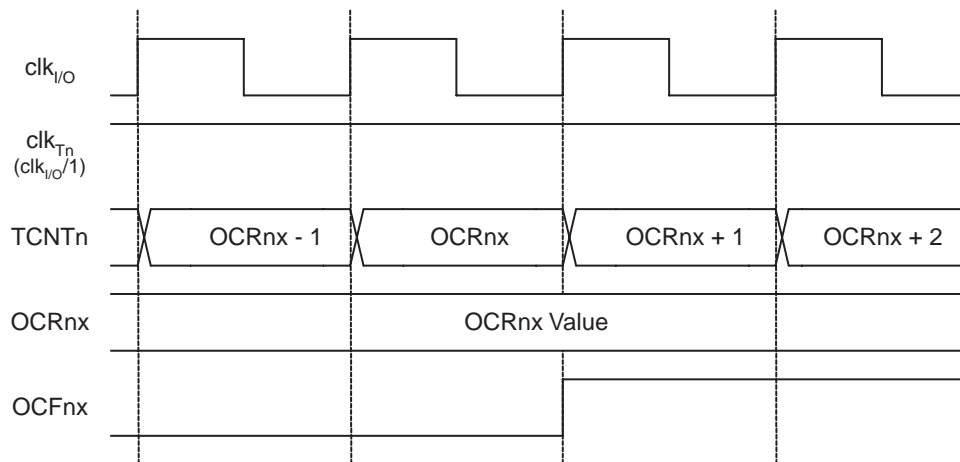 clkI/O
clkTn
(clkI/O/1)
TCNTn
OCRnx - 1
OCRnx
OCRnx + 1
OCRnx + 2
OCRnx
OCRnx Value
OCFnx